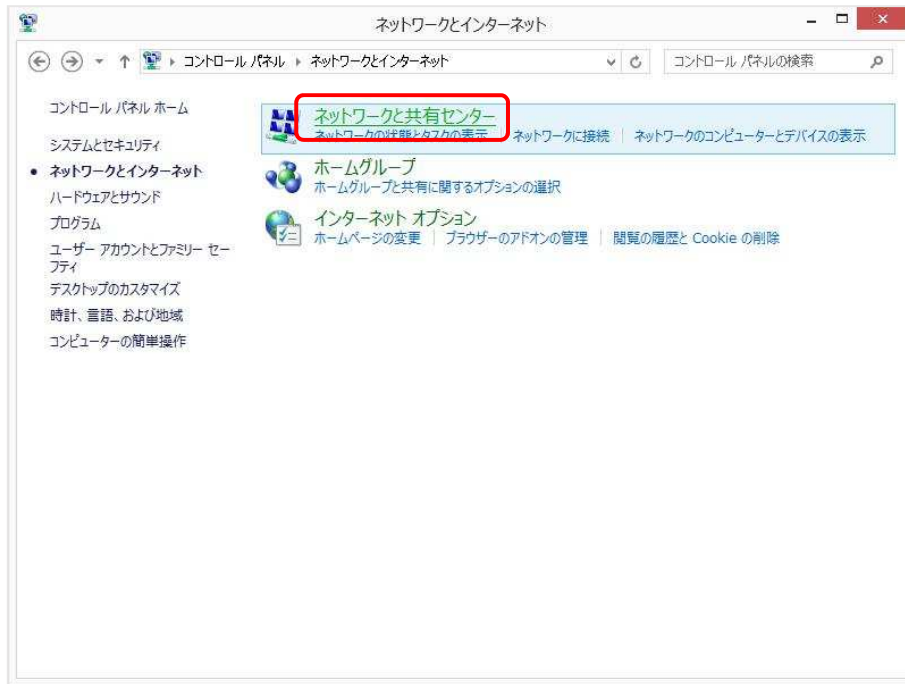 ネットワークとインターネット
コントロール パネル ネットワークとインターネット コントロール パネルの検索
コントロール パネル ホーム
システムとセキュリティ
ネットワークとインターネット
ハードウェアとサウンド
プログラム
ユーザー アカウントとファミリー セー
フティ
デスクトップのカスタマイズ
時計、言語、および地域
コンピューターの簡単操作
ネットワークと共有センター
ネットワークの状態とタスクの表示 ネットワークに接続 ネットワークのコンピューターとデバイスの表示
ホームグループ
ホームグループと共有に関するオプションの選択
インターネット オプション
ホームページの変更 ブラウザーのアドオンの管理 閲覧の履歴と Cookie の削除